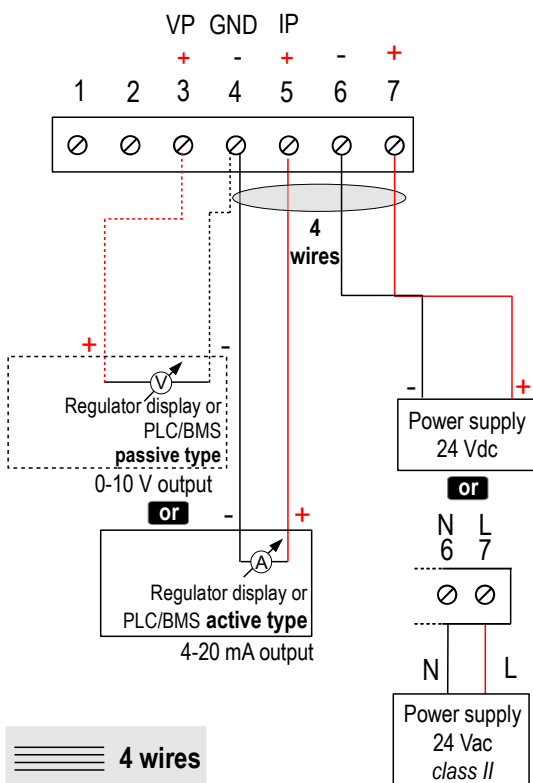 VP GND IP
+ - + - +
1 2 3 4 5 6 7
4
wires
+ -
V
Regulator display or
PLC/BMS
passive type
0-10 V output
or
- +
A
Regulator display or
PLC/BMS active type
4-20 mA output
- +
Power supply
24 Vdc
or
N L
6 7
N L
Power supply
24 Vac
class II
4 wires